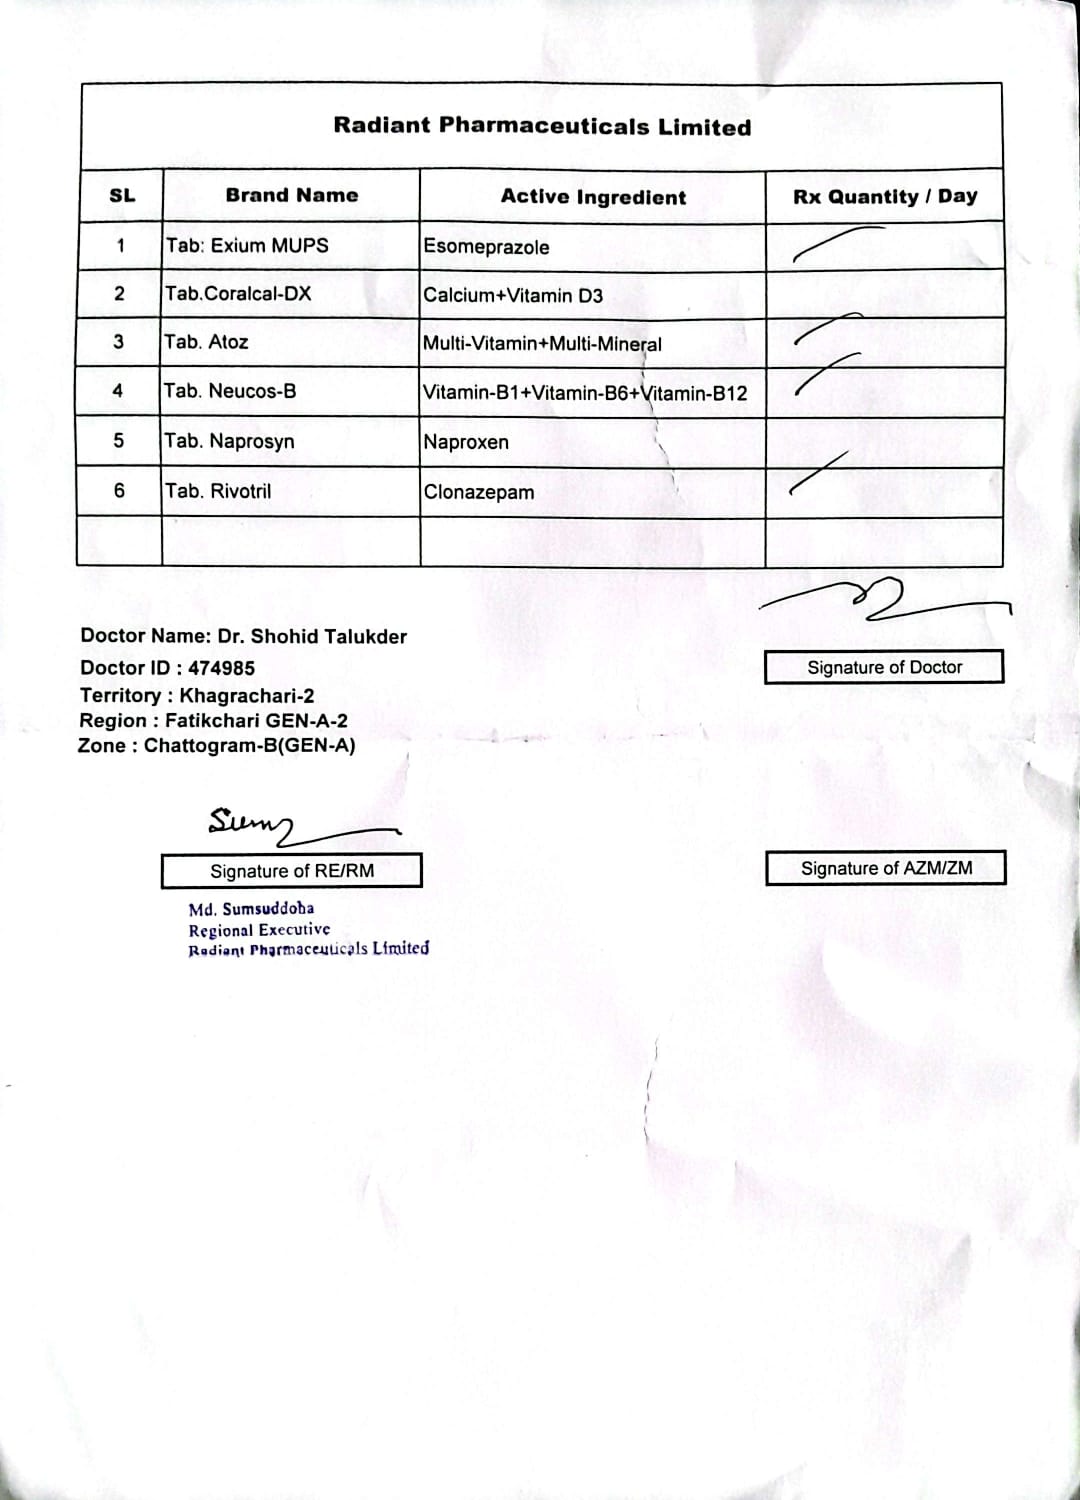 Radiant Pharmaceuticals Limited
SL Brand Name Active Ingredient Rx Quantity / Day
1 Tab: Exium MUPS Esomeprazole
2 Tab.Coralcal-DX Calcium+Vitamin D3
3 Tab. Atoz Multi-Vitamin+Multi-Mineral
4 Tab. Neucos-B Vitamin-B1+Vitamin-B6+Vitamin-B12
5 Tab. Naprosyn Naproxen
6 Tab. Rivotril Clonazepam
Doctor Name: Dr. Shohid Talukder
Doctor ID : 474985
Signature of Doctor
Territory : Khagrachari-2
Region : Fatikchari GEN-A-2
Zone : Chattogram-B(GEN-A)
Signature of RE/RM
Signature of AZM/ZM
Md. Sumsuddoha
Regional Executive
Radiant Pharmaceuticals Limited